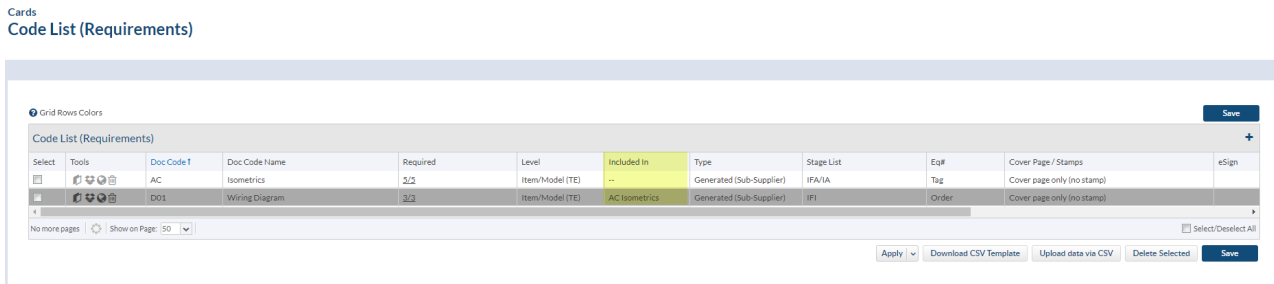 Cards
Code List (Requirements)
Grid Rows Colors
Save
Code List (Requirements) +
Select Tools Doc Code↑ Doc Code Name Required Level Included In Type Stage List Eq# Cover Page / Stamps eSign
AC Isometrics 5/5 Item/Model (TE) -- Generated (Sub-Supplier) IFA/IA Tag Cover page only (no stamp)
D01 Wiring Diagram 3/3 Item/Model (TE) AC Isometrics Generated (Sub-Supplier) IFI Order Cover page only (no stamp)
No more pages Show on Page: 50 Select/Deselect All
Apply Download CSV Template Upload data via CSV Delete Selected Save